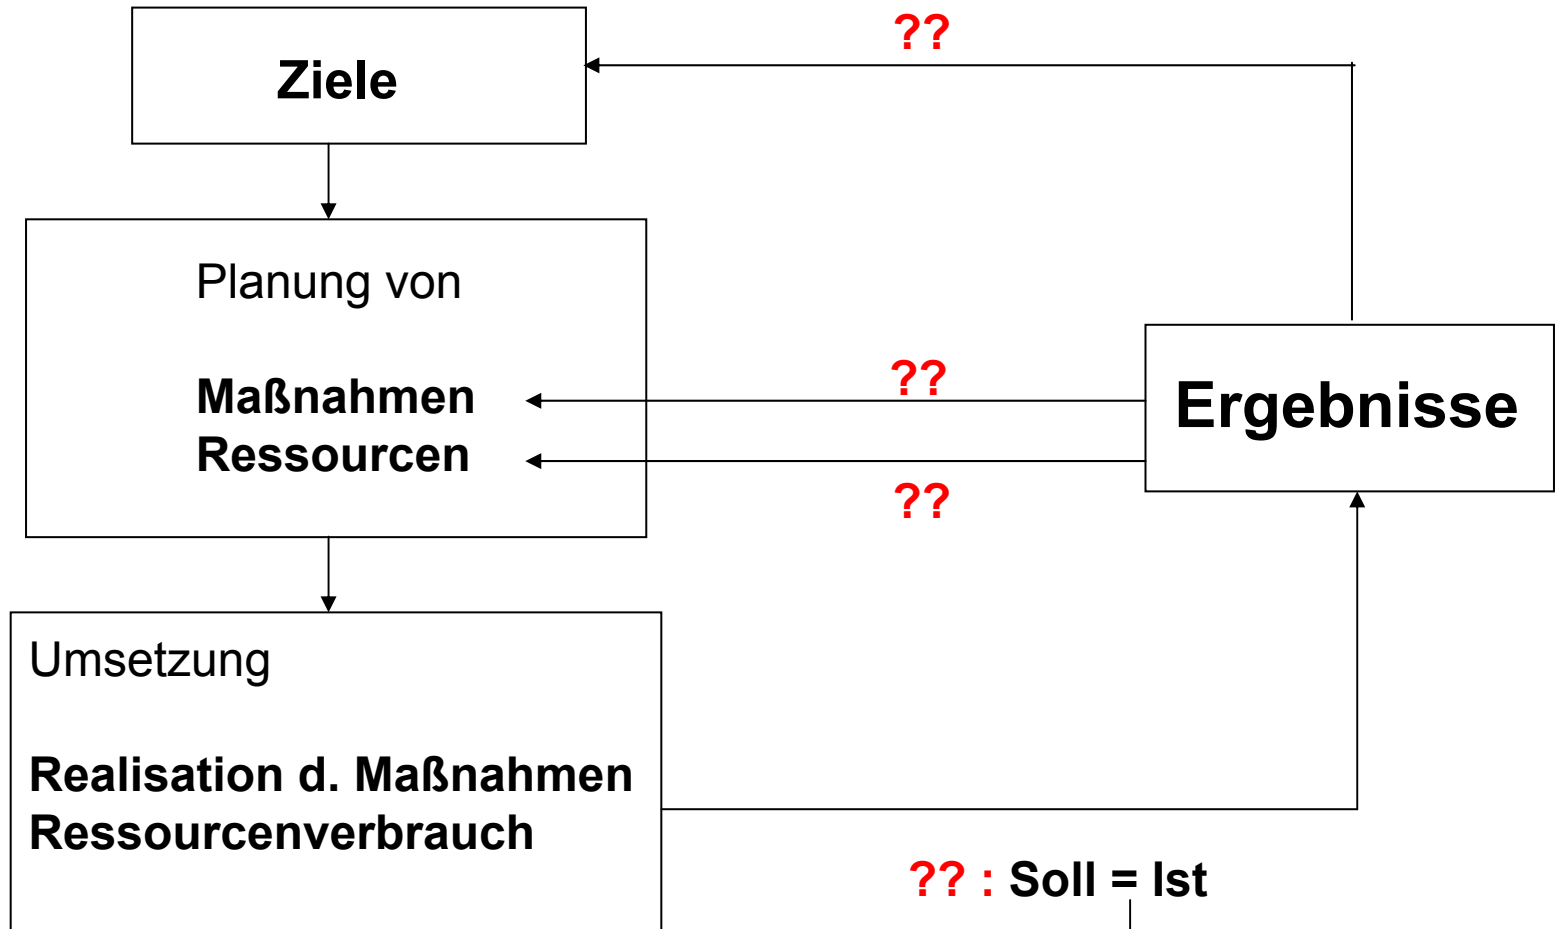 ??
Ziele
Planung von
Maßnahmen
Ressourcen
??
??
Ergebnisse
Umsetzung
Realisation d. Maßnahmen
Ressourcenverbrauch
?? : Soll = Ist